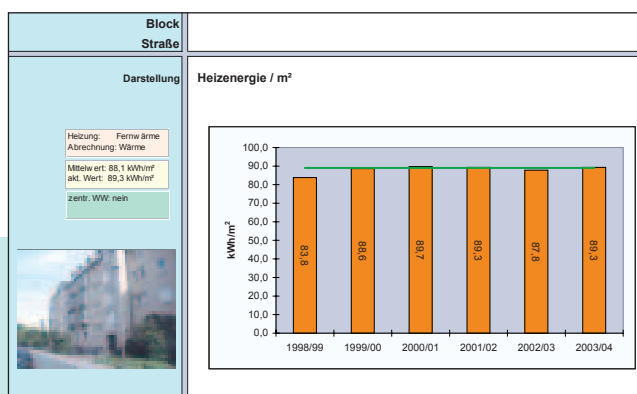 Block
Straße
Darstellung
Heizenergie / m²
Heizung: Fernwärme
Abrechnung: Wärme
Mittelwert: 88,1 kWh/m²
akt. Wert: 89,3 kWh/m²
zentr. WW: nein
kWh/m²
100,0
90,0
80,0
70,0
60,0
50,0
40,0
30,0
20,0
10,0
0,0
83,8
88,6
89,7
89,3
87,8
89,3
1998/99
1999/00
2000/01
2001/02
2002/03
2003/04